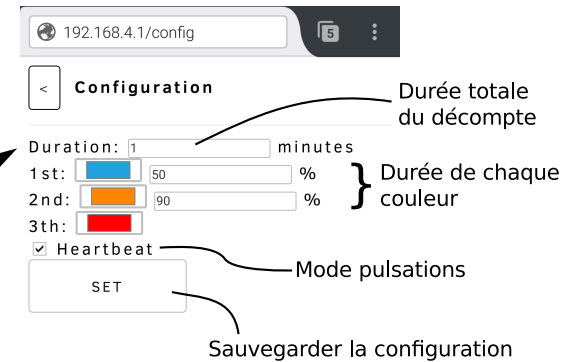 192.168.4.1/config
5
< Configuration
Durée totale
du décompte
Duration: 1 minutes
1st: 50 %
2nd: 90 %
3th:
Durée de chaque
couleur
Heartbeat
Mode pulsations
SET
Sauvegarder la configuration